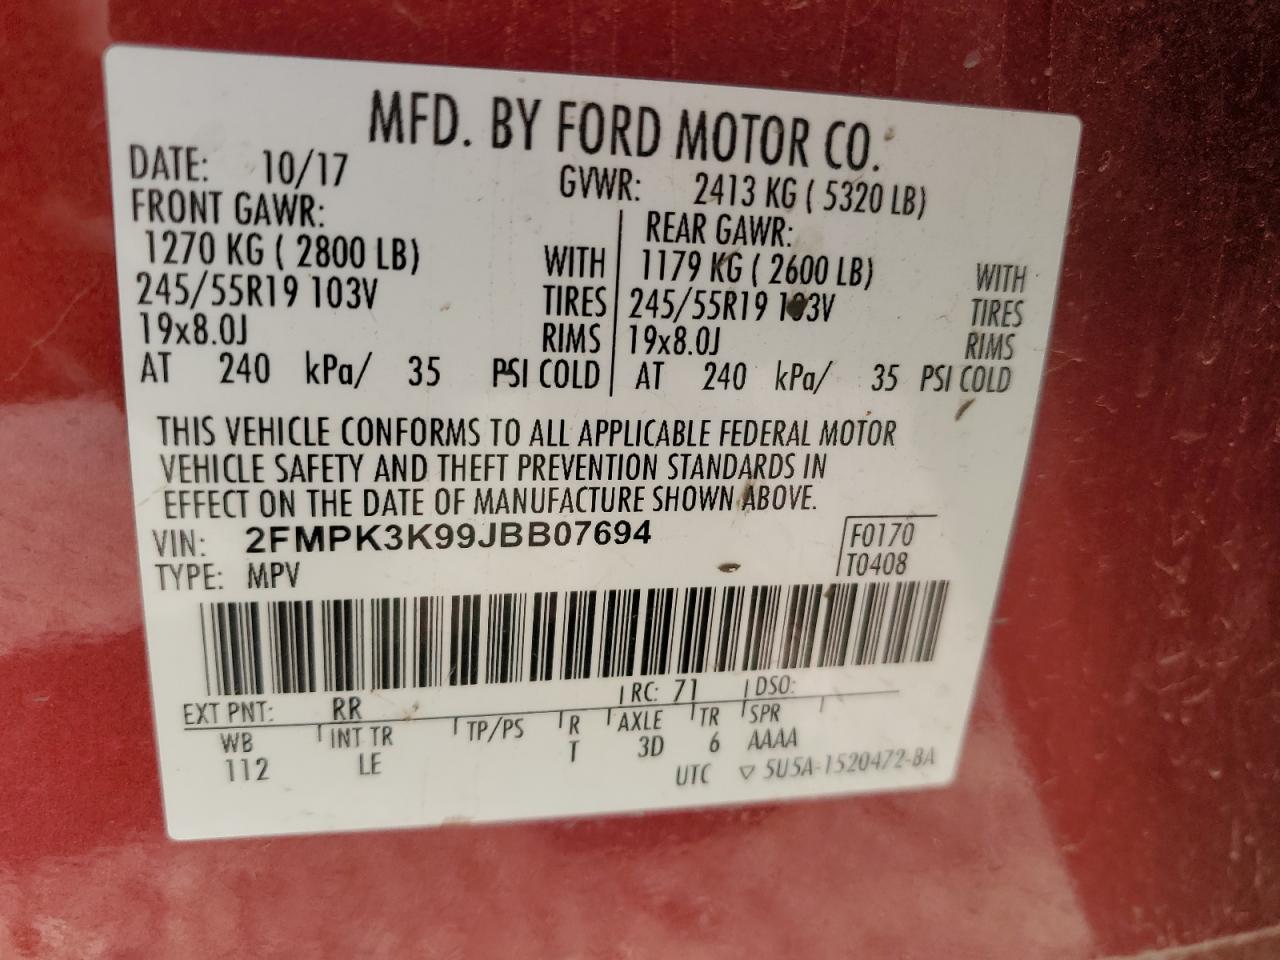 MFD. BY FORD MOTOR CO.
DATE: 10/17 GVWR: 2413 KG ( 5320 LB)
FRONT GAWR: REAR GAWR:
1270 KG ( 2800 LB) WITH 1179 KG ( 2600 LB) WITH
245/55R19 103V TIRES 245/55R19 103V TIRES
19x8.0J RIMS 19x8.0J RIMS
AT 240 kPa/ 35 PSI COLD AT 240 kPa/ 35 PSI COLD
THIS VEHICLE CONFORMS TO ALL APPLICABLE FEDERAL MOTOR
VEHICLE SAFETY AND THEFT PREVENTION STANDARDS IN
EFFECT ON THE DATE OF MANUFACTURE SHOWN ABOVE.
VIN: 2FMPK3K99JBB07694 F0170
TYPE: MPV T0408
EXT PNT: RR RC: 71 DSO:
WB INT TR TP/PS R AXLE TR SPR
112 LE T 3D 6 AAAA
UTC ▽ 5U5A-1520472-BA